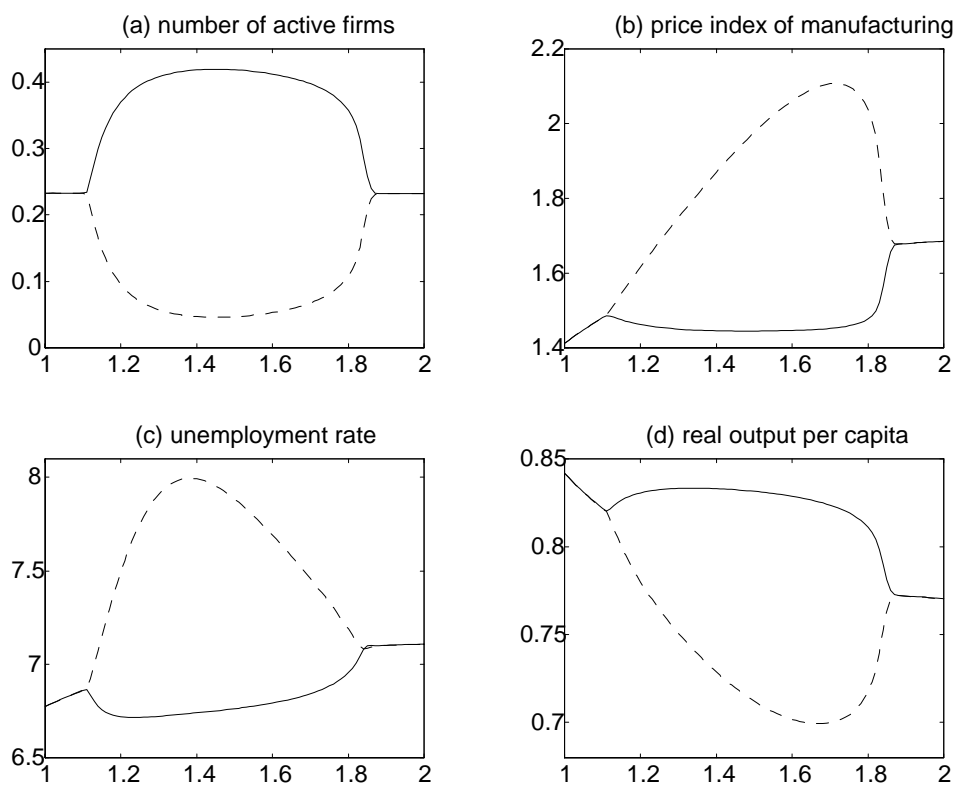 (a) number of active firms
0.4
0.3
0.2
0.1
0
1 1.2 1.4 1.6 1.8 2
(b) price index of manufacturing
2.2
2
1.8
1.6
1.4
1 1.2 1.4 1.6 1.8 2
(c) unemployment rate
8
7.5
7
6.5
1 1.2 1.4 1.6 1.8 2
(d) real output per capita
0.85
0.8
0.75
0.7
1 1.2 1.4 1.6 1.8 2